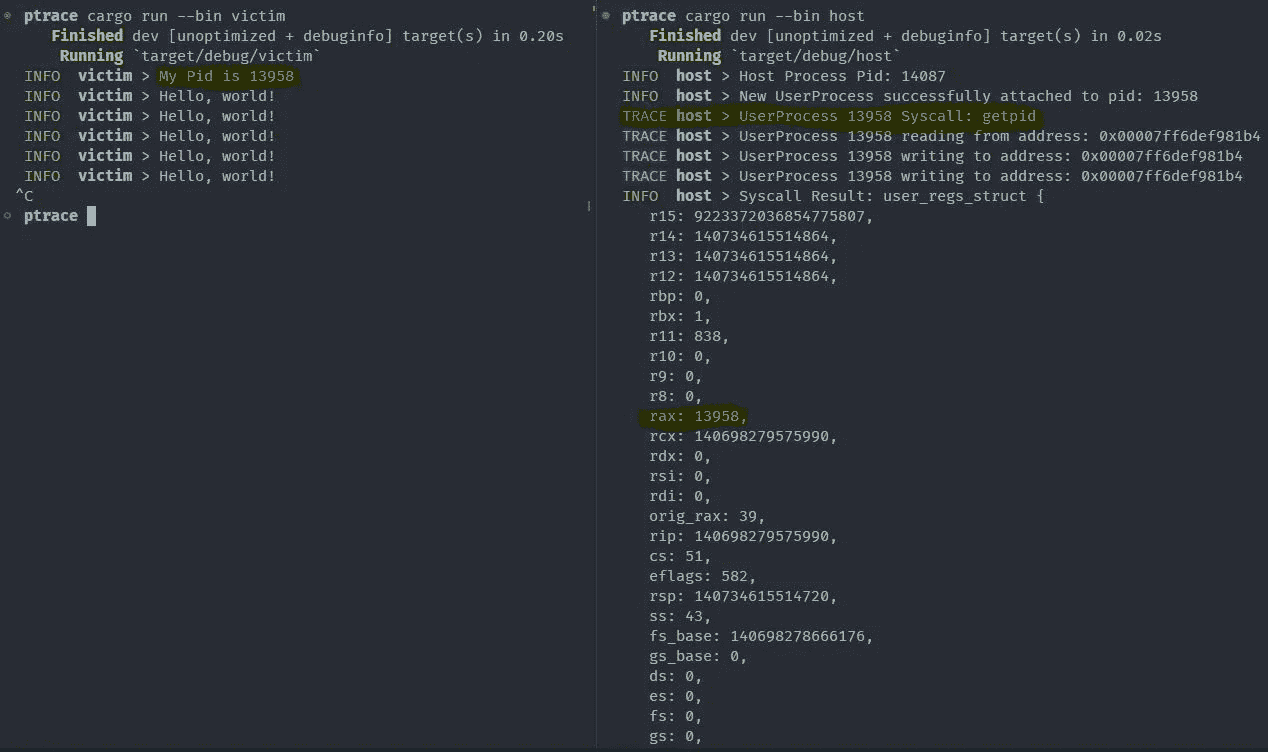 ptrace cargo run --bin victim
Finished dev [unoptimized + debuginfo] target(s) in 0.20s
Running `target/debug/victim`
INFO victim > My Pid is 13958
INFO victim > Hello, world!
INFO victim > Hello, world!
INFO victim > Hello, world!
INFO victim > Hello, world!
INFO victim > Hello, world!
^C
ptrace
ptrace cargo run --bin host
Finished dev [unoptimized + debuginfo] target(s) in 0.02s
Running `target/debug/host`
INFO host > Host Process Pid: 14087
INFO host > New UserProcess successfully attached to pid: 13958
TRACE host > UserProcess 13958 Syscall: getpid
TRACE host > UserProcess 13958 reading from address: 0x00007ff6def981b4
TRACE host > UserProcess 13958 writing to address: 0x00007ff6def981b4
TRACE host > UserProcess 13958 writing to address: 0x00007ff6def981b4
INFO host > Syscall Result: user_regs_struct {
r15: 9223372036854775807,
r14: 140734615514864,
r13: 140734615514864,
r12: 140734615514864,
rbp: 0,
rbx: 1,
r11: 838,
r10: 0,
r9: 0,
r8: 0,
rax: 13958,
rcx: 140698279575990,
rdx: 0,
rsi: 0,
rdi: 0,
orig_rax: 39,
rip: 140698279575990,
cs: 51,
eflags: 582,
rsp: 140734615514720,
ss: 43,
fs_base: 140698278666176,
gs_base: 0,
ds: 0,
es: 0,
fs: 0,
gs: 0,